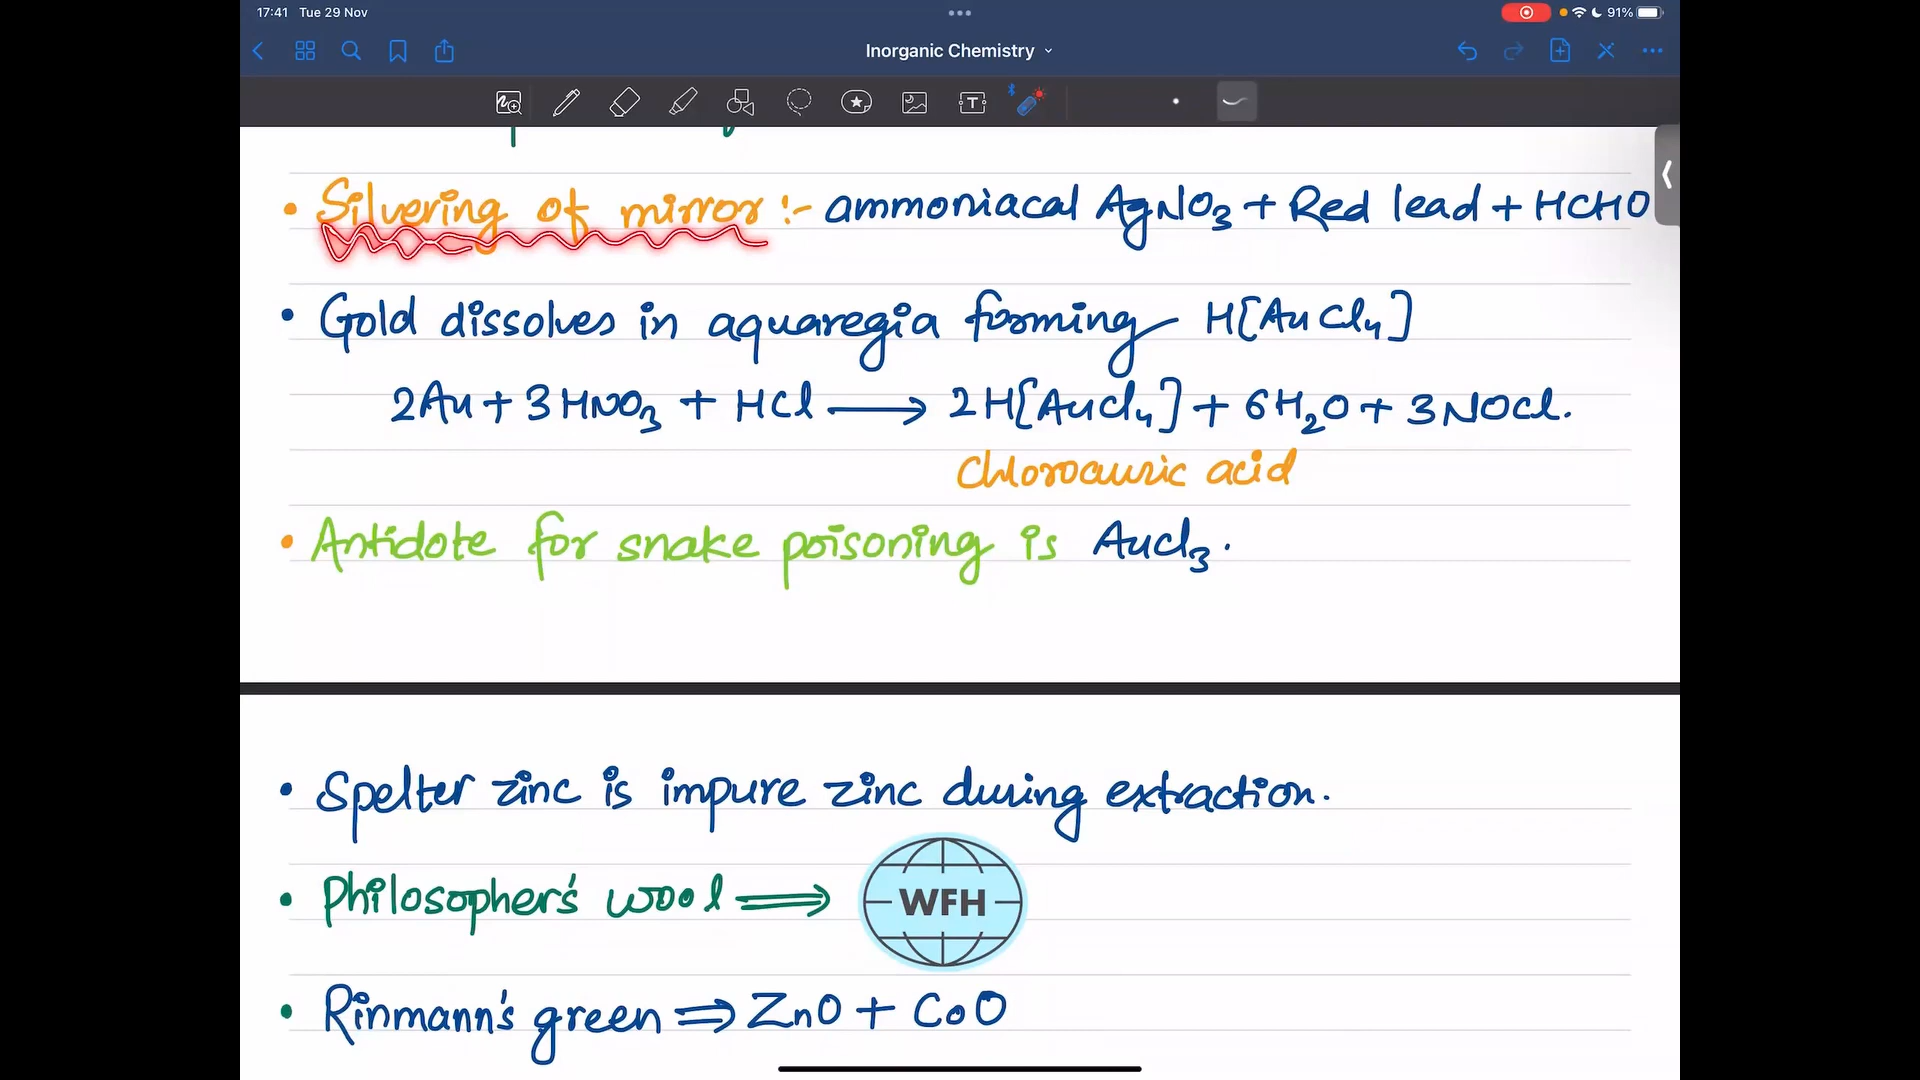 17:41 Tue 29 Nov
91%
Inorganic Chemistry
T
• Silvering of mirror :- ammoniacal AgNO₃ + Red lead + HCHO
• Gold dissolves in aquaregia forming H[AuCl₄]
2Au + 3HNO₃ + HCl ⟶ 2H[AuCl₄] + 6H₂O + 3NOCl.
Chloroauric acid
• Antidote for snake poisoning is AuCl₃.
• Spelter zinc is impure zinc during extraction.
• Philosopher's wool ⟹
WFH
• Rinmann's green ⟹ ZnO + CoO